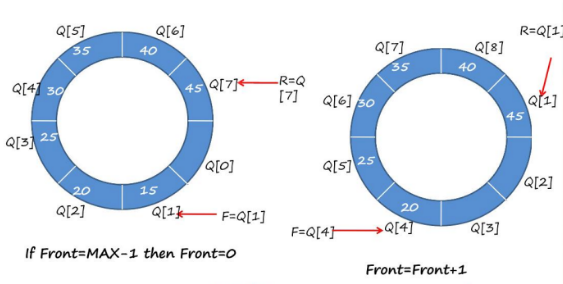 Q[5]
Q[6]
35
40
Q[4]
30
45
Q[7]
R=Q
[7]
Q[3]
25
Q[0]
20
15
Q[2]
Q[1]
F=Q[1]
If Front=MAX-1 then Front=0
R=Q[1]
Q[7]
Q[8]
35
40
Q[6]
30
45
Q[1]
Q[5]
25
Q[2]
20
F=Q[4]
Q[4]
Q[3]
Front=Front+1